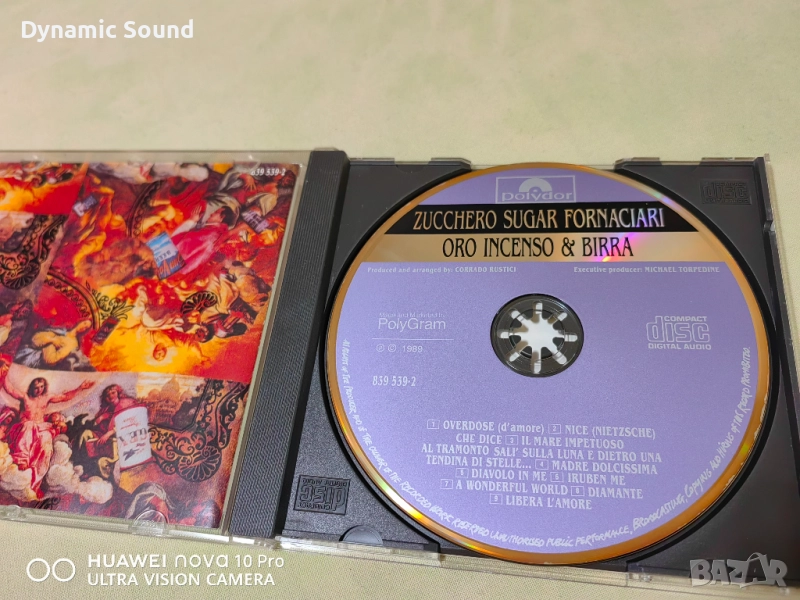 Dynamic Sound
839 339-2
polydor
ZUCCHERO SUGAR FORNACIARI
ORO INCENSO & BIRRA
Produced and arranged by: CORRADO RUSTICI
Executive producer: MICHAEL TORPEDINE
PolyGram
℗ © 1989
COMPACT
disc
DIGITAL AUDIO
839 339-2
1 OVERDOSE (d'amore) 2 NICE (NIETZSCHE)
CHE DICE 3 IL MARE IMPETUOSO
AL TRAMONTO SALI' SULLA LUNA E DIETRO UNA
TENDINA DI STELLE... 4 MADRE DOLCISSIMA
5 DIAVOLO IN ME 6 IRUBEN ME
7 A WONDERFUL WORLD 8 DIAMANTE
9 LIBERA L'AMORE
HUAWEI nova 10 Pro
ULTRA VISION CAMERA
BAZAR